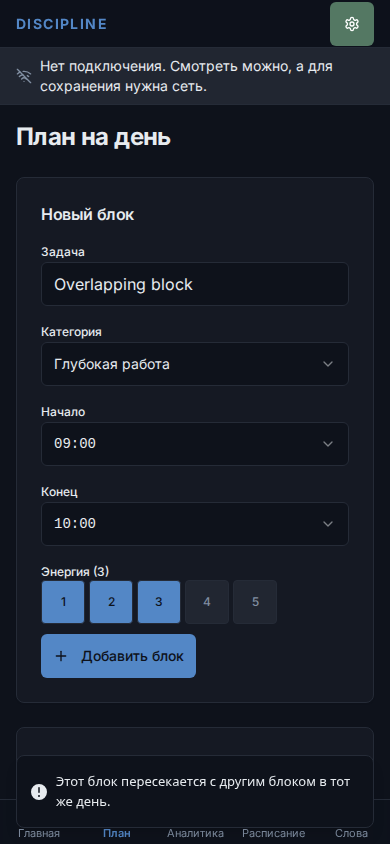 DISCIPLINE
Нет подключения. Смотреть можно, а для
сохранения нужна сеть.
План на день
Новый блок
Задача
Overlapping block
Категория
Глубокая работа
Начало
09:00
Конец
10:00
Энергия (3)
1 2 3 4 5
+ Добавить блок
Этот блок пересекается с другим блоком в тот
же день.
Главная План Аналитика Расписание Слова